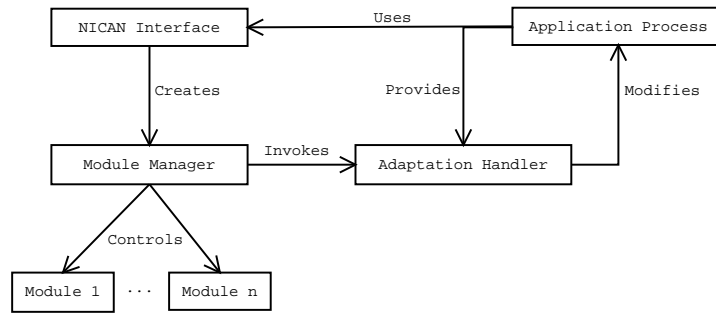 NICAN Interface
Uses
Application Process
Creates
Provides
Modifies
Module Manager
Invokes
Adaptation Handler
Controls
Module 1
...
Module n